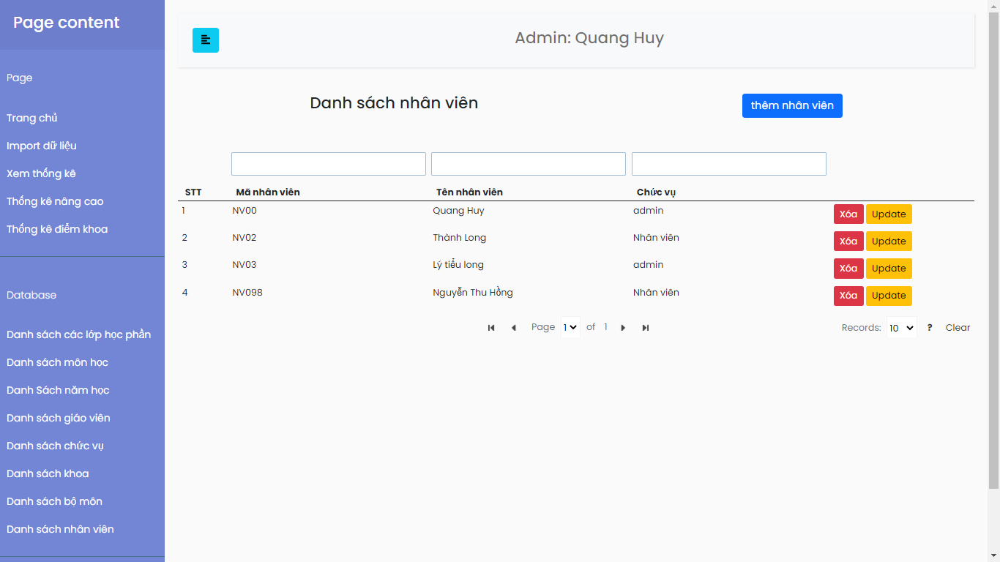 Page content
Admin: Quang Huy
Page
Trang chủ
Import dữ liệu
Xem thống kê
Thống kê nâng cao
Thống kê điểm khoa
Database
Danh sách các lớp học phần
Danh sách môn học
Danh Sách năm học
Danh sách giáo viên
Danh sách chức vụ
Danh sách khoa
Danh sách bộ môn
Danh sách nhân viên
Danh sách nhân viên
thêm nhân viên
STT Mã nhân viên Tên nhân viên Chức vụ
1 NV00 Quang Huy admin Xóa Update
2 NV02 Thành Long Nhân viên Xóa Update
3 NV03 Lý tiểu long admin Xóa Update
4 NV098 Nguyễn Thu Hồng Nhân viên Xóa Update
Page 1 of 1 Records: 10 ? Clear